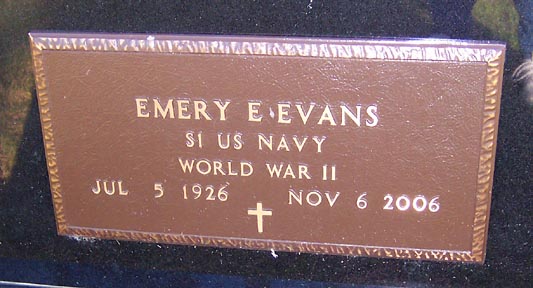 EMERY E EVANS
S1 US NAVY
WORLD WAR II
JUL 5 1926 NOV 6 2006